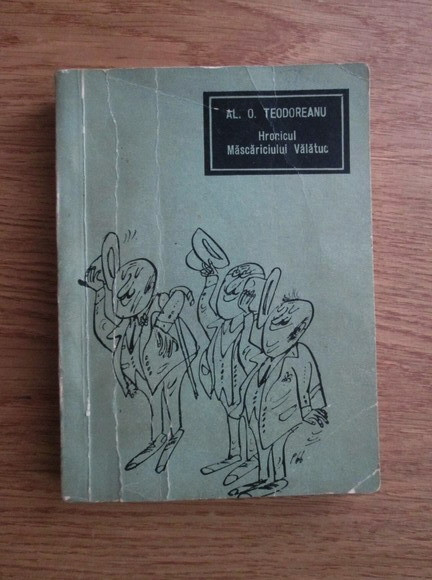 AL. O. TEODOREANU
Hronicul
Măscăriciului Vălătuc